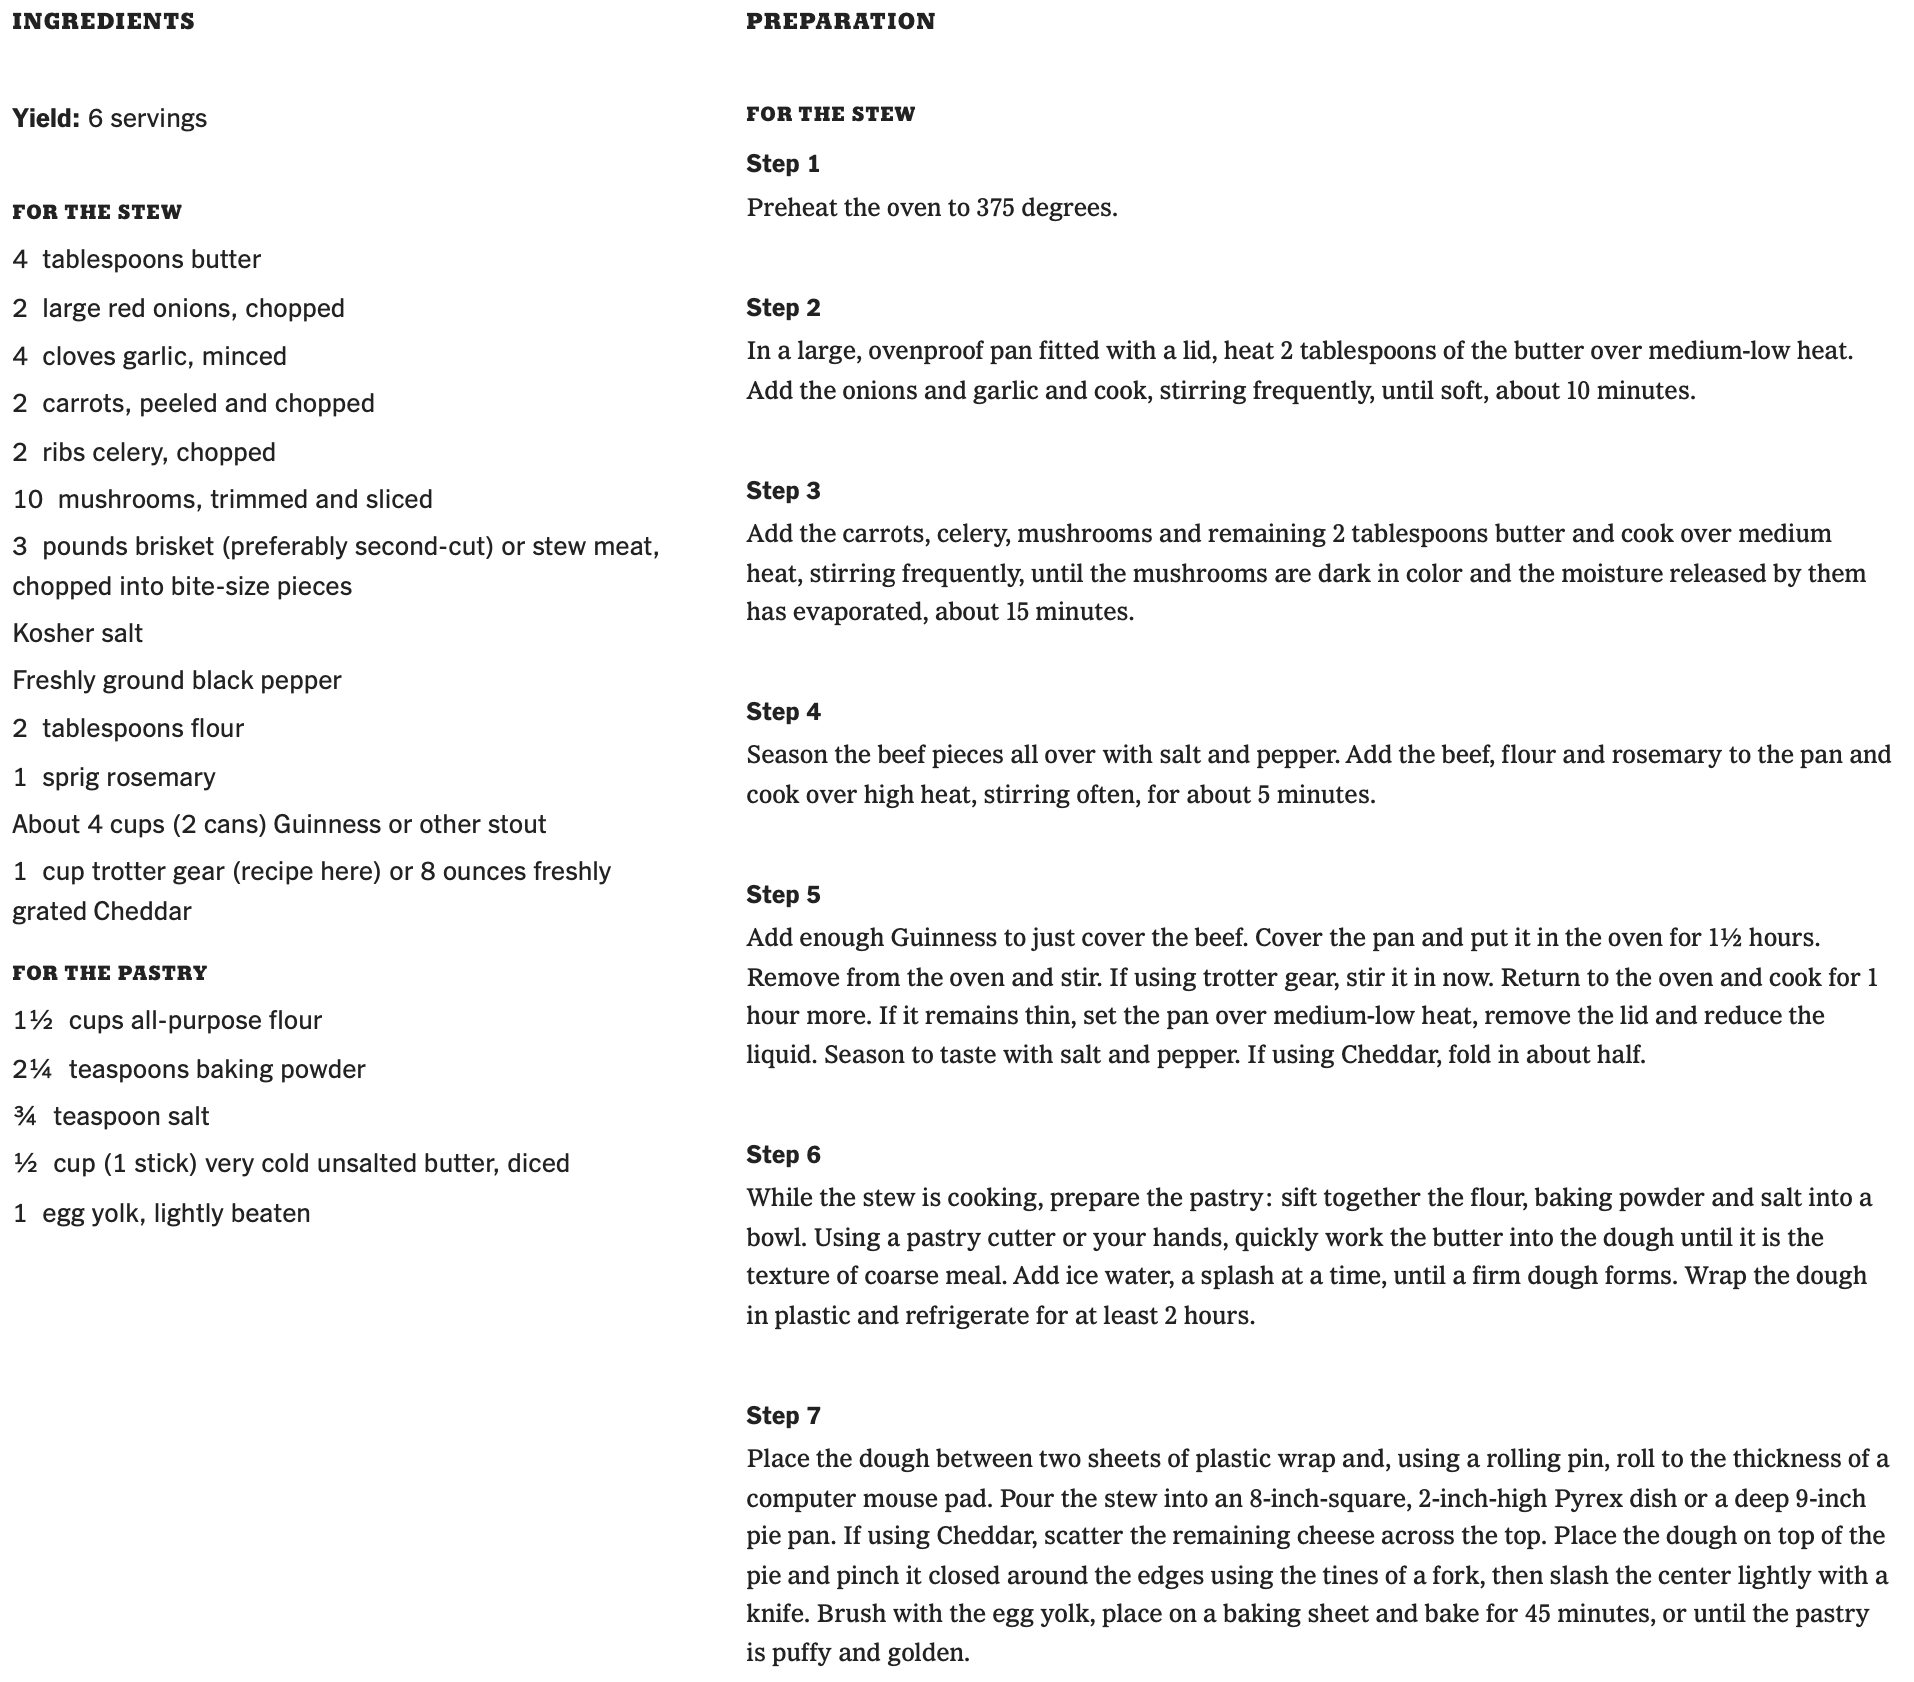 INGREDIENTS
Yield: 6 servings
FOR THE STEW
4 tablespoons butter
2 large red onions, chopped
4 cloves garlic, minced
2 carrots, peeled and chopped
2 ribs celery, chopped
10 mushrooms, trimmed and sliced
3 pounds brisket (preferably second-cut) or stew meat,
chopped into bite-size pieces
Kosher salt
Freshly ground black pepper
2 tablespoons flour
1 sprig rosemary
About 4 cups (2 cans) Guinness or other stout
1 cup trotter gear (recipe here) or 8 ounces freshly
grated Cheddar
FOR THE PASTRY
1½ cups all-purpose flour
2¼ teaspoons baking powder
¾ teaspoon salt
½ cup (1 stick) very cold unsalted butter, diced
1 egg yolk, lightly beaten
PREPARATION
FOR THE STEW
Step 1
Preheat the oven to 375 degrees.
Step 2
In a large, ovenproof pan fitted with a lid, heat 2 tablespoons of the butter over medium-low heat.
Add the onions and garlic and cook, stirring frequently, until soft, about 10 minutes.
Step 3
Add the carrots, celery, mushrooms and remaining 2 tablespoons butter and cook over medium
heat, stirring frequently, until the mushrooms are dark in color and the moisture released by them
has evaporated, about 15 minutes.
Step 4
Season the beef pieces all over with salt and pepper. Add the beef, flour and rosemary to the pan and
cook over high heat, stirring often, for about 5 minutes.
Step 5
Add enough Guinness to just cover the beef. Cover the pan and put it in the oven for 1½ hours.
Remove from the oven and stir. If using trotter gear, stir it in now. Return to the oven and cook for 1
hour more. If it remains thin, set the pan over medium-low heat, remove the lid and reduce the
liquid. Season to taste with salt and pepper. If using Cheddar, fold in about half.
Step 6
While the stew is cooking, prepare the pastry: sift together the flour, baking powder and salt into a
bowl. Using a pastry cutter or your hands, quickly work the butter into the dough until it is the
texture of coarse meal. Add ice water, a splash at a time, until a firm dough forms. Wrap the dough
in plastic and refrigerate for at least 2 hours.
Step 7
Place the dough between two sheets of plastic wrap and, using a rolling pin, roll to the thickness of a
computer mouse pad. Pour the stew into an 8-inch-square, 2-inch-high Pyrex dish or a deep 9-inch
pie pan. If using Cheddar, scatter the remaining cheese across the top. Place the dough on top of the
pie and pinch it closed around the edges using the tines of a fork, then slash the center lightly with a
knife. Brush with the egg yolk, place on a baking sheet and bake for 45 minutes, or until the pastry
is puffy and golden.